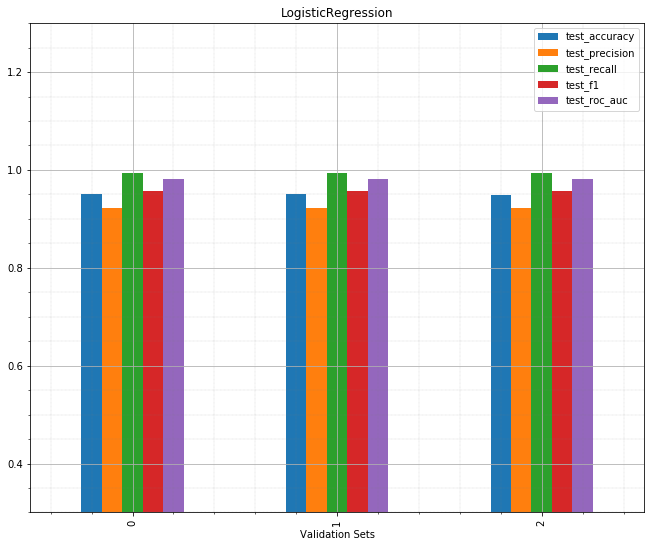 LogisticRegression
test_accuracy
test_precision
test_recall
test_f1
test_roc_auc
1.2
1.0
0.8
0.6
0.4
0
1
2
Validation Sets